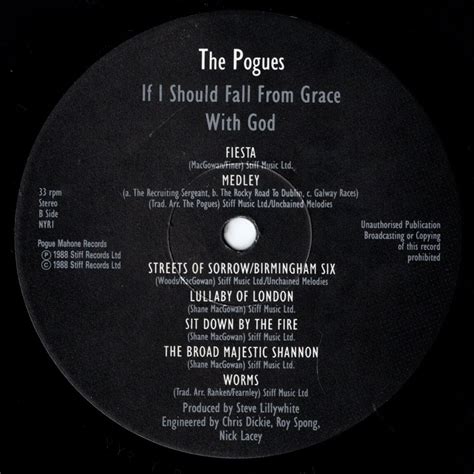 The Pogues
If I Should Fall From Grace
With God
FIESTA
(MacGowan/Finer) Stiff Music Ltd.
MEDLEY
(a. The Recruiting Sergeant, b. The Rocky Road To Dublin, c. Galway Races)
(Trad. Arr. The Pogues) Stiff Music Ltd./Unchained Melodies
33 rpm
Stereo
B Side
NYR1
Pogue Mahone Records
Ⓟ 1988 Stiff Records Ltd
© 1988 Stiff Records Ltd
Unauthorised Publication
Broadcasting or Copying
of this record
prohibited
STREETS OF SORROW/BIRMINGHAM SIX
(Woods/MacGowan) Stiff Music Ltd/Unchained Melodies
LULLABY OF LONDON
(Shane MacGowan) Stiff Music Ltd.
SIT DOWN BY THE FIRE
(Shane MacGowan) Stiff Music Ltd.
THE BROAD MAJESTIC SHANNON
(Shane MacGowan) Stiff Music Ltd.
WORMS
(Trad. Arr. Ranken/Fearnley) Stiff Music Ltd
Produced by Steve Lillywhite
Engineered by Chris Dickie, Roy Spong,
Nick Lacey